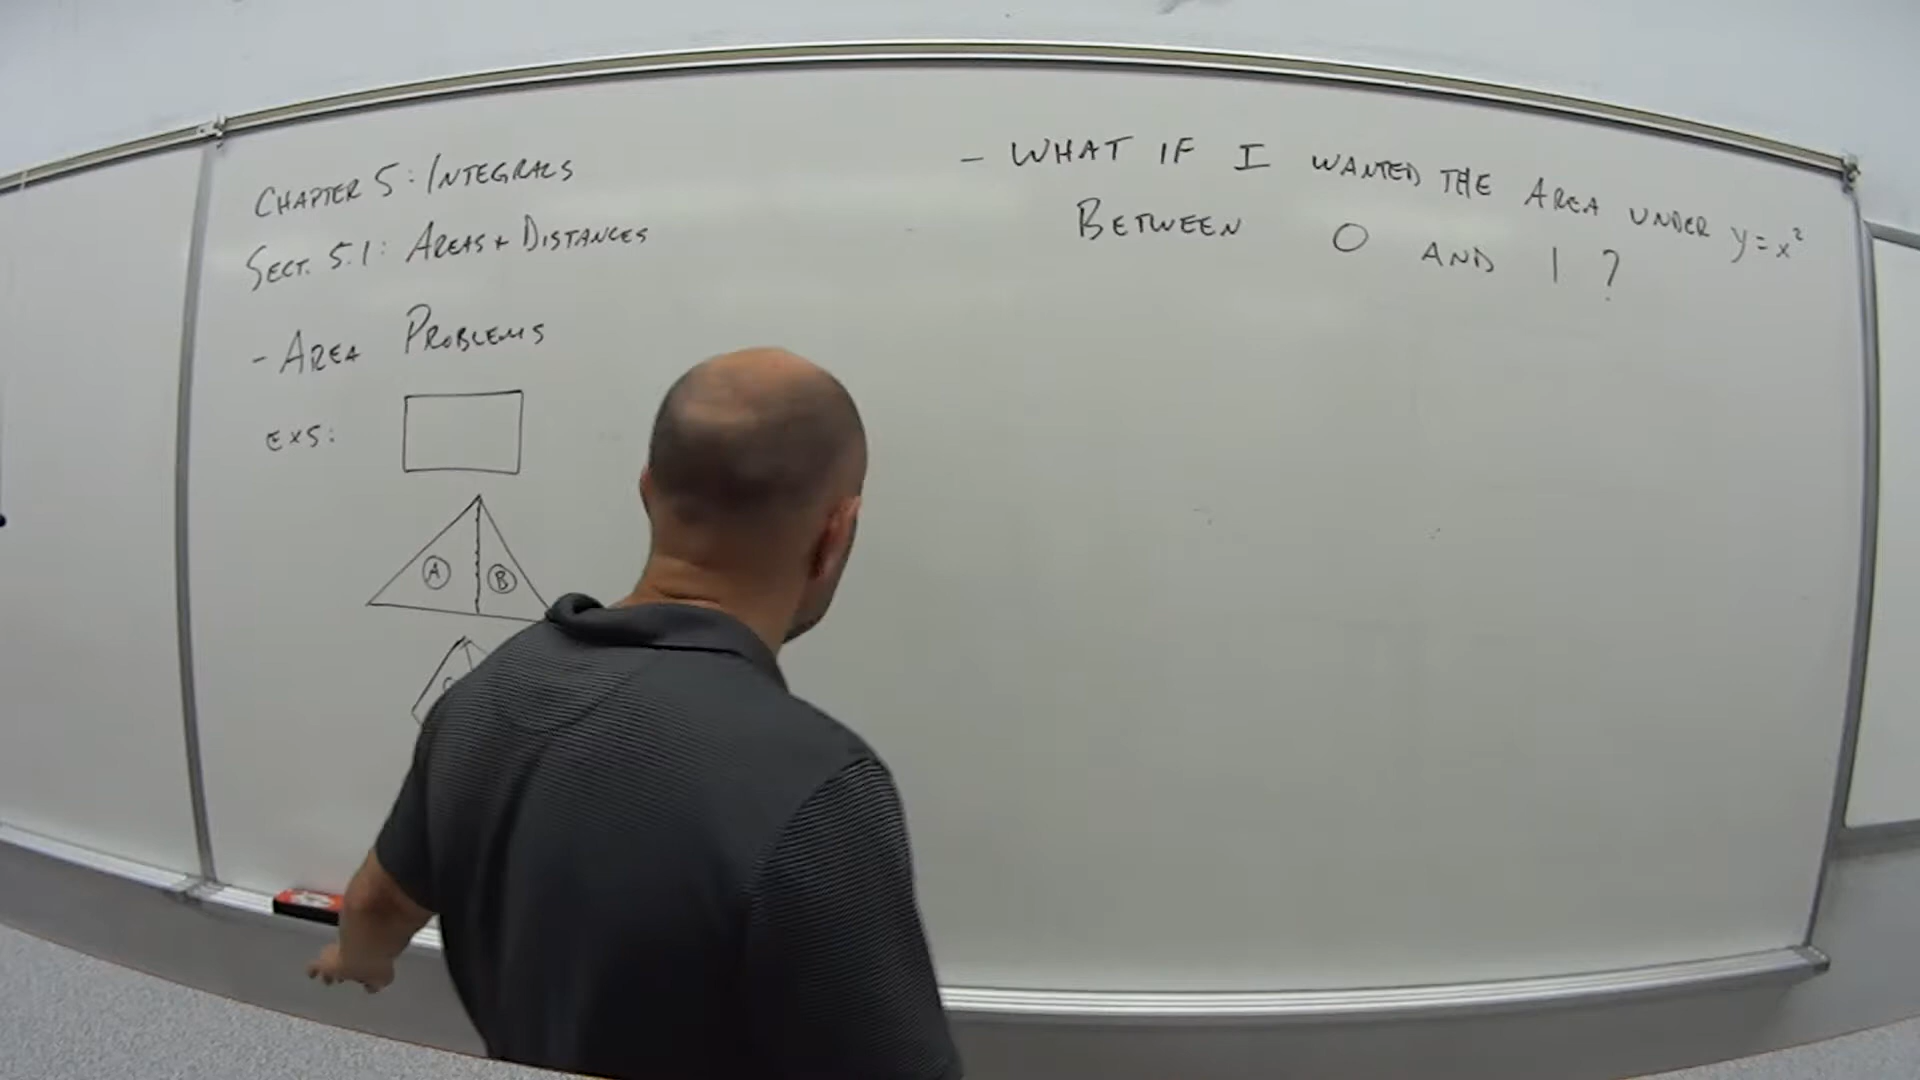 CHAPTER 5: INTEGRALS
SECT. 5.1: AREAS + DISTANCES
- AREA PROBLEMS
EXS:
A
B
C
- WHAT IF I WANTED THE AREA UNDER y=x²
BETWEEN 0 AND 1 ?